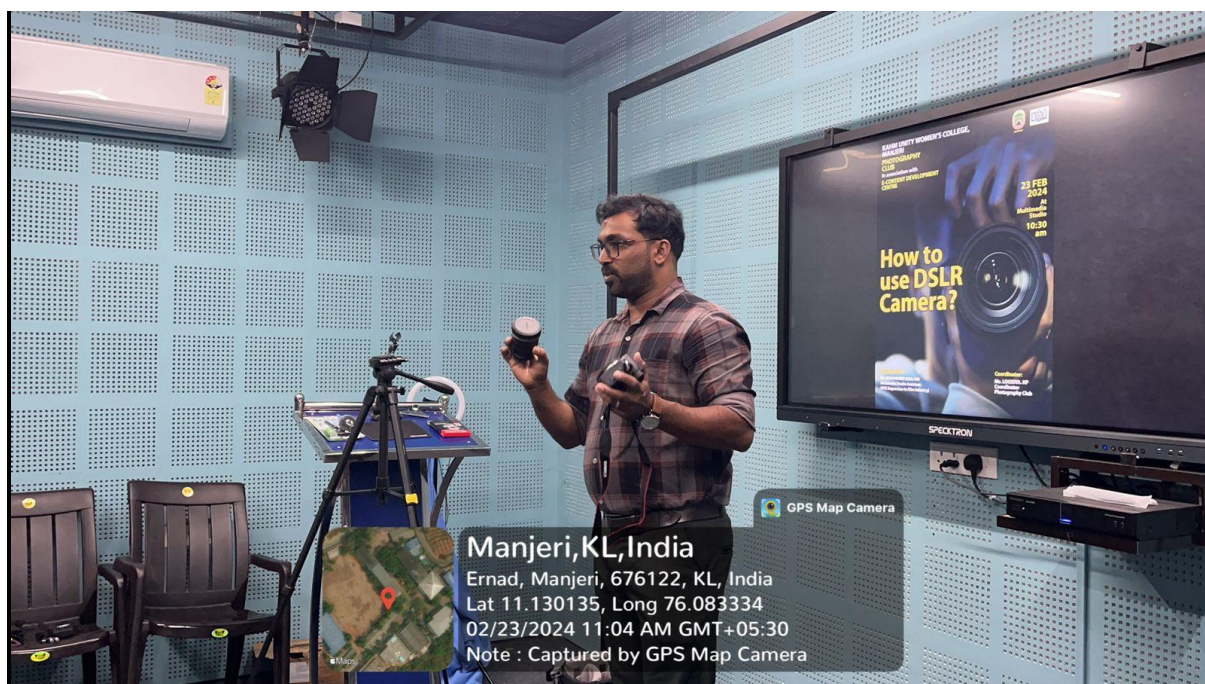 KAHM UNITY WOMEN'S COLLEGE,
MANJERI
PHOTOGRAPHY
CLUB
In association with
E-CONTENT DEVELOPMENT
CENTRE
23 FEB
2024
At
Multimedia
Studio
10:30
am
How to
use DSLR
Camera?
Coordinator:
Coordinator
Photography Club
SPECKTRON
GPS Map Camera
Manjeri,KL,India
Ernad, Manjeri, 676122, KL, India
Lat 11.130135, Long 76.083334
02/23/2024 11:04 AM GMT+05:30
Note : Captured by GPS Map Camera
Maps